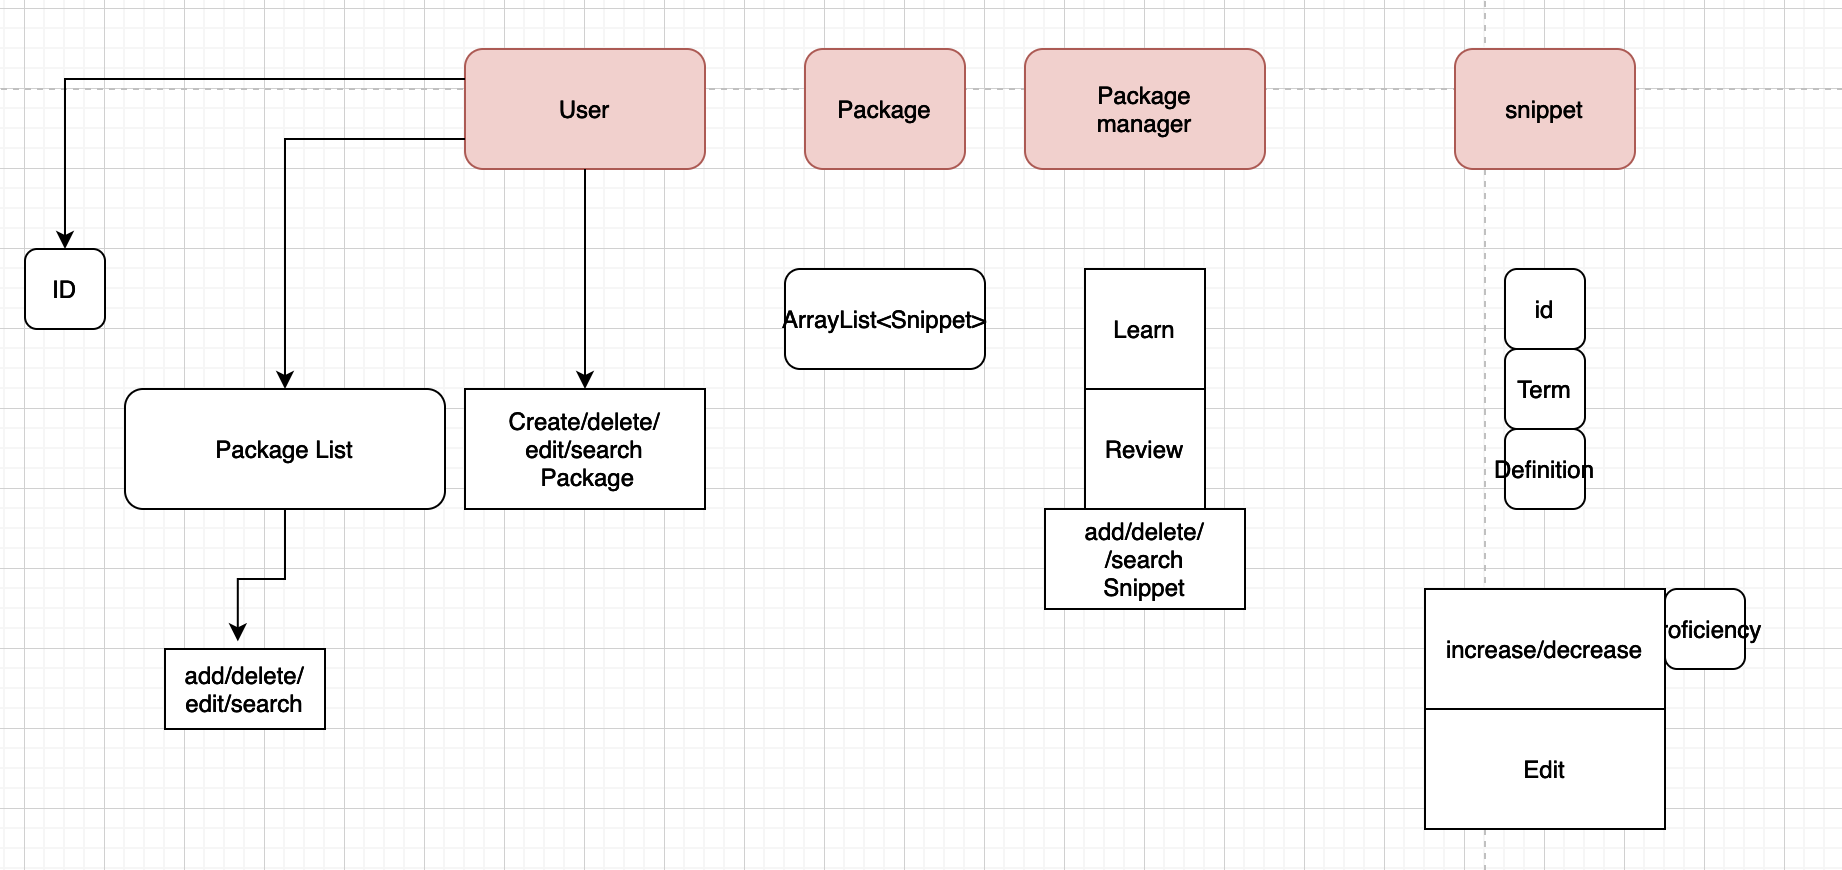 User
Package
Package
manager
snippet
ID
ArrayList<Snippet>
Learn
id
Term
Package List
Create/delete/
edit/search
Package
Review
Definition
add/delete/
/search
Snippet
add/delete/
edit/search
increase/decrease
roficiency
Edit